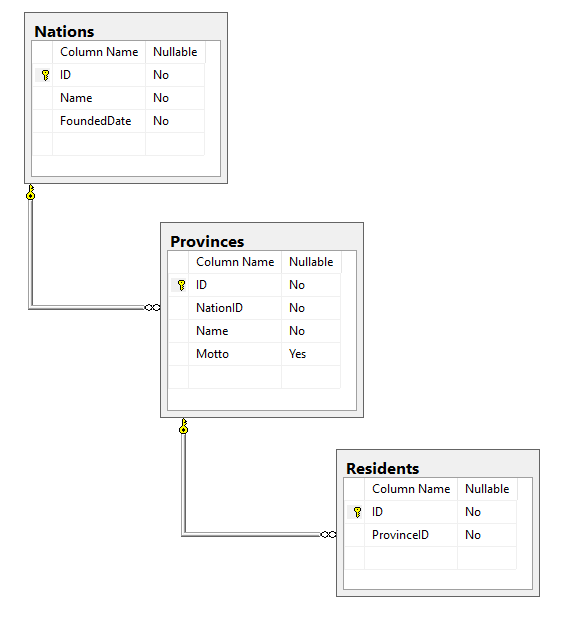 Nations
Column Name Nullable
ID No
Name No
FoundedDate No
Provinces
Column Name Nullable
ID No
NationID No
Name No
Motto Yes
Residents
Column Name Nullable
ID No
ProvinceID No